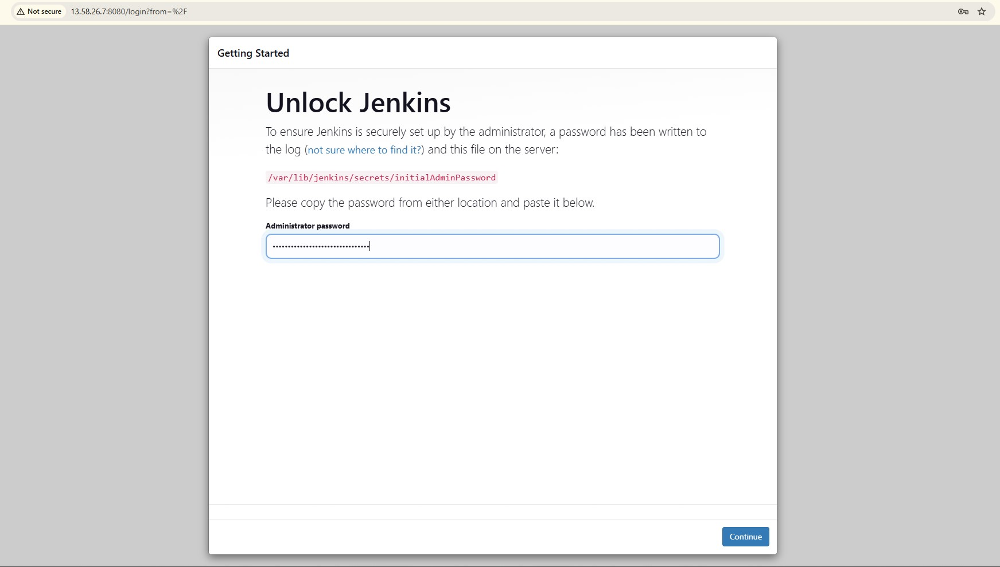 Not secure 13.58.26.7:8080/login?from=%2F
Getting Started
Unlock Jenkins
To ensure Jenkins is securely set up by the administrator, a password has been written to
the log (not sure where to find it?) and this file on the server:
/var/lib/jenkins/secrets/initialAdminPassword
Please copy the password from either location and paste it below.
Administrator password
••••••••••••••••••••••••••••••••
Continue